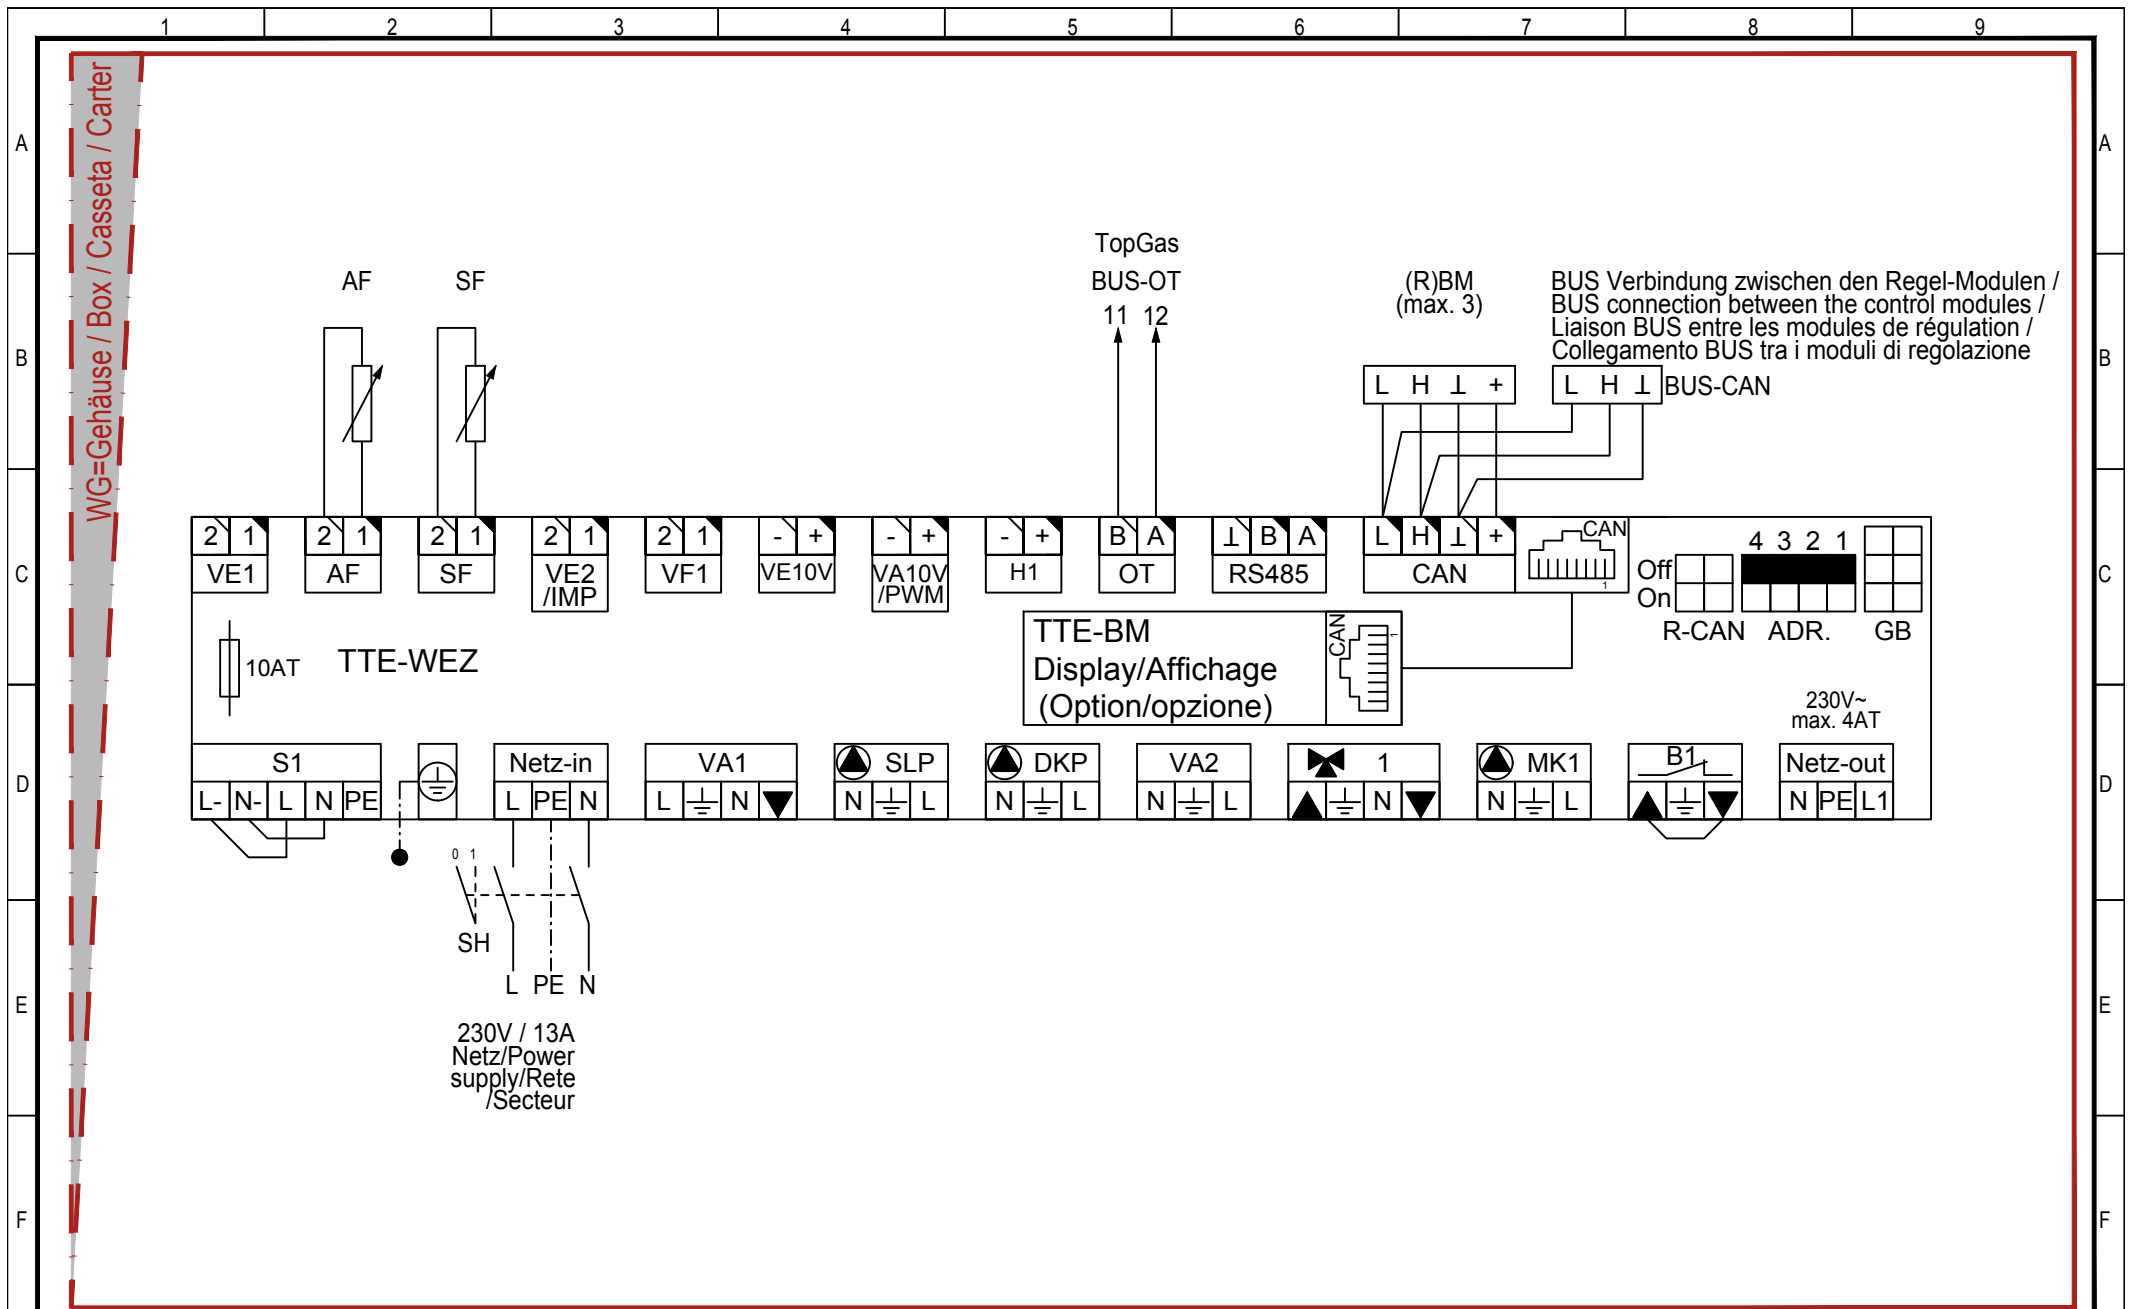 1 2 3 4 5 6 7 8 9
A A
B B
C C
D D
E E
F F
WG=Gehäuse / Box / Casseta / Carter
AF SF
TopGas
BUS-OT
11 12
(R)BM
(max. 3)
BUS Verbindung zwischen den Regel-Modulen /
BUS connection between the control modules /
Liaison BUS entre les modules de régulation /
Collegamento BUS tra i moduli di regolazione
L H ⊥ +
L H ⊥ BUS-CAN
2 1 2 1 2 1 2 1 2 1 - + - + - + B A ⊥ B A L H ⊥ + CAN
VE1 AF SF VE2 VF1 VE10V VA10V H1 OT RS485 CAN 1
/IMP /PWM
4 3 2 1
Off
On
R-CAN ADR. GB
10AT
TTE-WEZ
TTE-BM
Display/Affichage
(Option/opzione)
CAN 1
230V~
max. 4AT
S1 Netz-in VA1 SLP DKP VA2 1 MK1 B1 Netz-out
L- N- L N PE L PE N L N N L N L N L N N L N PE L1
0 1
SH
L PE N
230V / 13A
Netz/Power
supply/Rete
/Secteur